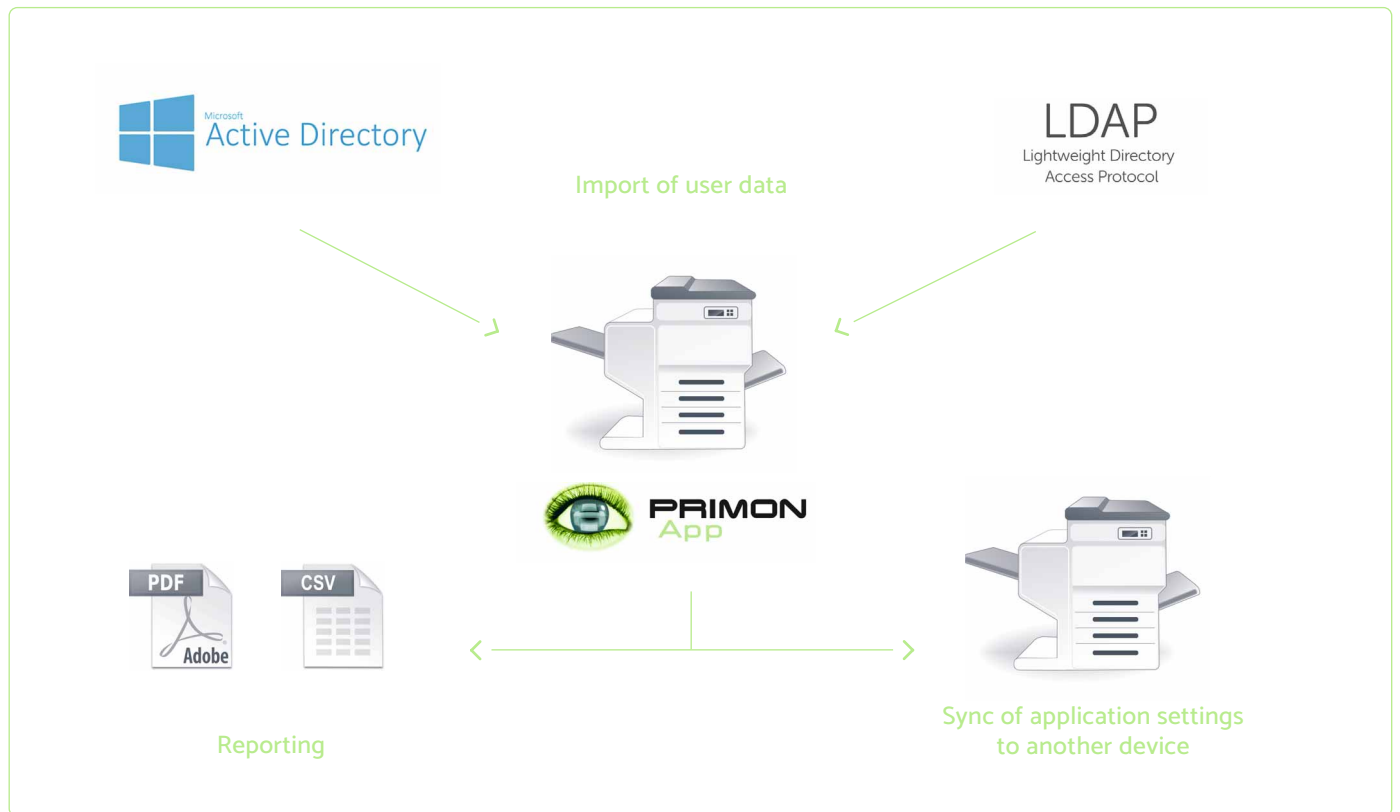 Microsoft
Active Directory
LDAP
Lightweight Directory
Access Protocol
Import of user data
PRIMON
App
PDF
Adobe
CSV
Reporting
Sync of application settings
to another device